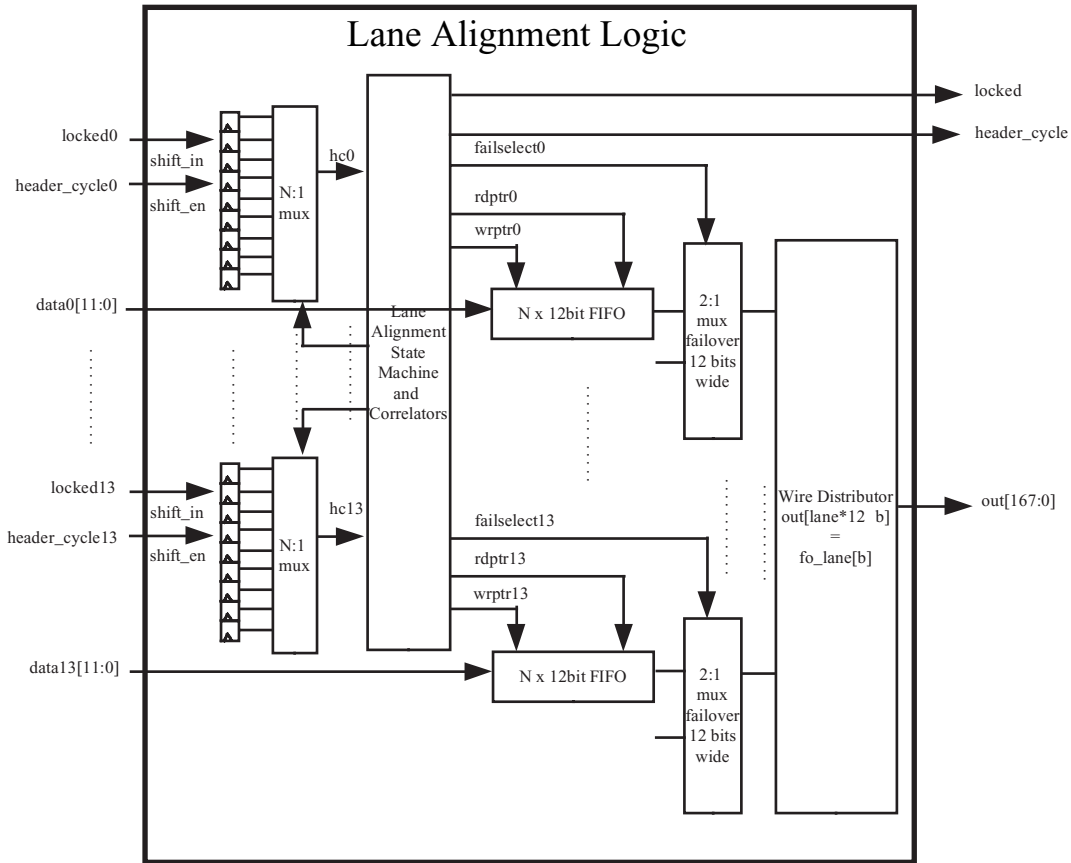 Lane Alignment Logic
locked
header_cycle
locked0
shift_in
header_cycle0
shift_en
N:1
mux
hc0
failselect0
rdptr0
wrptr0
data0[11:0]
N x 12bit FIFO
2:1
mux
failover
12 bits
wide
Lane
Alignment
State
Machine
and
Correlators
locked13
shift_in
header_cycle13
shift_en
N:1
mux
hc13
failselect13
rdptr13
wrptr13
data13[11:0]
N x 12bit FIFO
2:1
mux
failover
12 bits
wide
Wire Distributor
out[lane*12 b]
=
fo_lane[b]
out[167:0]